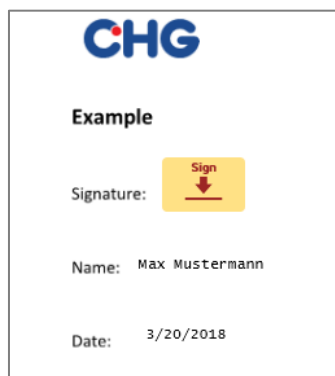 CHG
Example
Sign
Signature:
Name: Max Mustermann
Date: 3/20/2018